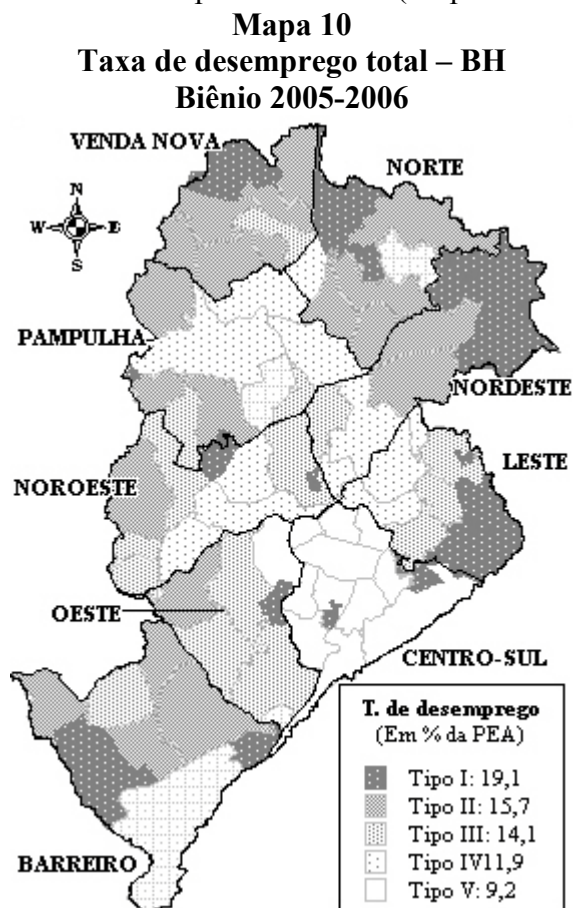 Mapa 10
Taxa de desemprego total – BH
Biênio 2005-2006
VENDA NOVA
NORTE
N
W
E
S
PAMPULHA
NORDESTE
LESTE
NOROESTE
OESTE
CENTRO-SUL
BARREIRO
T. de desemprego
(Em % da PEA)
Tipo I: 19,1
Tipo II: 15,7
Tipo III: 14,1
Tipo IV11,9
Tipo V: 9,2